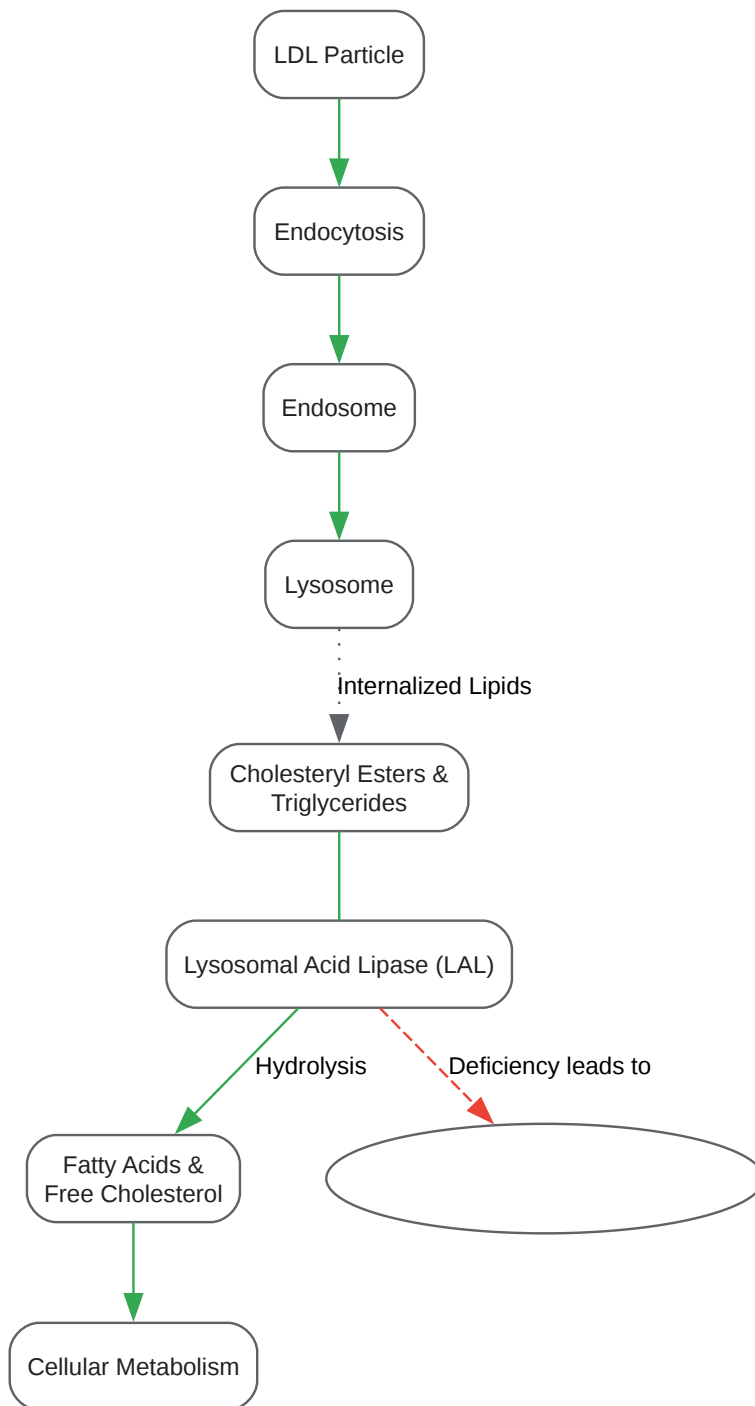 LDL Particle
Endocytosis
Endosome
Lysosome
Internalized Lipids
Cholesteryl Esters &
Triglycerides
Lysosomal Acid Lipase (LAL)
Hydrolysis
Deficiency leads to
Fatty Acids &
Free Cholesterol
Cellular Metabolism